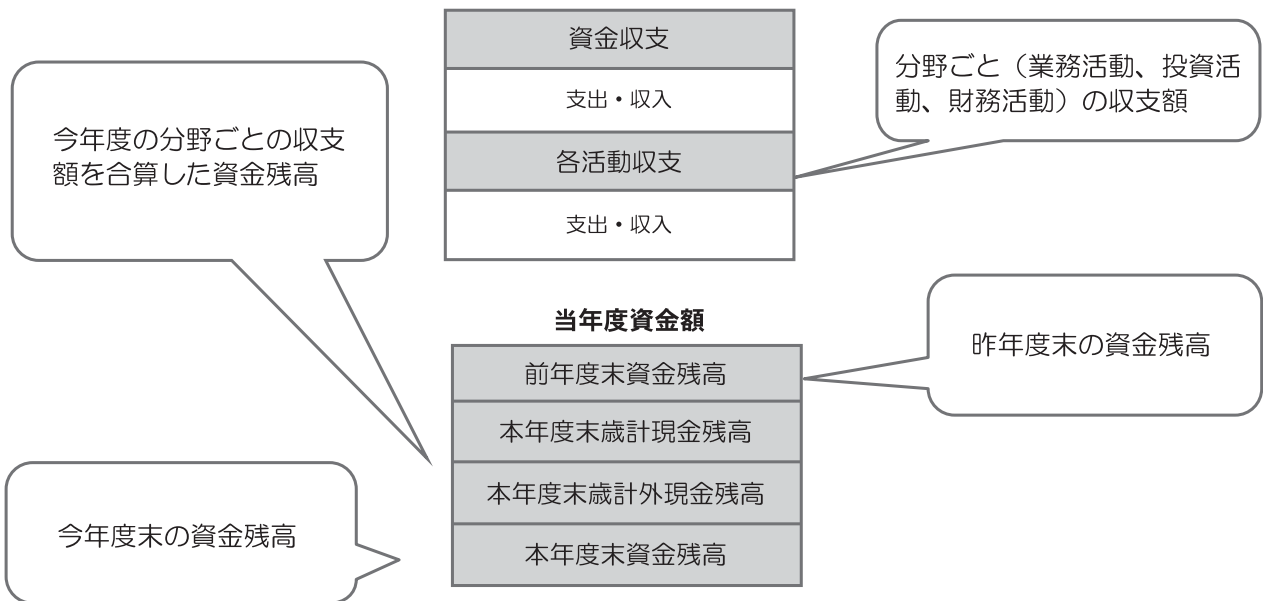 資金収支
支出・収入
各活動収支
支出・収入
分野ごと（業務活動、投資活
動、財務活動）の収支額
今年度の分野ごとの収支
額を合算した資金残高
当年度資金額
前年度末資金残高
本年度末歳計現金残高
本年度末歳計外現金残高
本年度末資金残高
昨年度末の資金残高
今年度末の資金残高